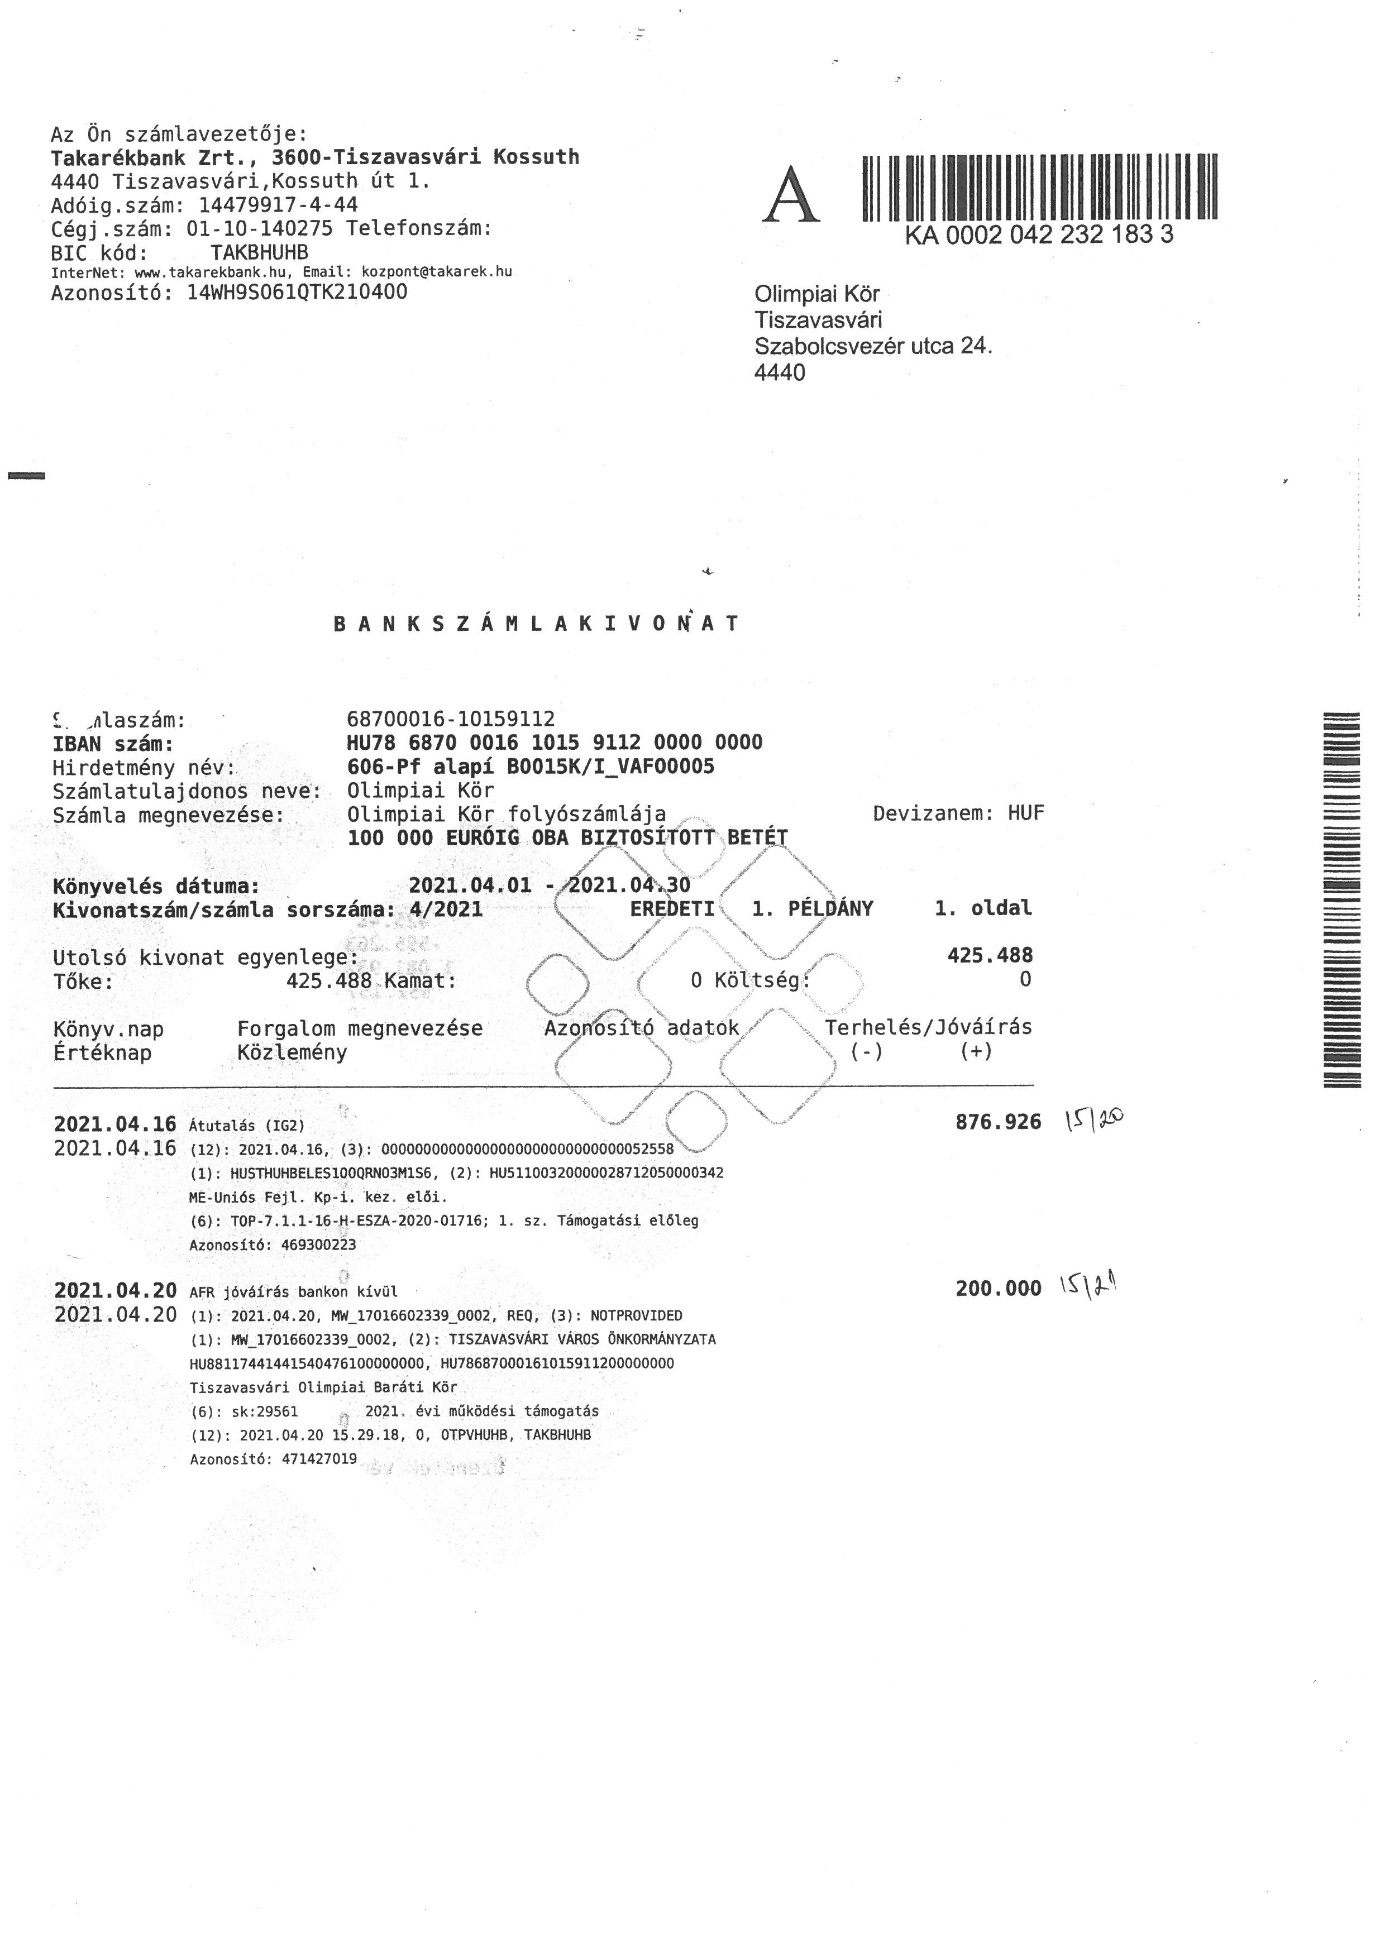 Az Ön számlavezetője:
Takarékbank Zrt., 3600-Tiszavasvári Kossuth
4440 Tiszavasvári,Kossuth út 1.
Adóig.szám: 14479917-4-44
Cégj.szám: 01-10-140275 Telefonszám:
BIC kód: TAKBHUHB
InterNet: www.takarekbank.hu, Email: kozpont@takarek.hu
Azonosító: 14WH9S061QTK210400
A
KA 0002 042 232 183 3
Olimpiai Kör
Tiszavasvári
Szabolcsvezér utca 24.
4440
BANKSZÁMLAKIVONAT
laszám: 68700016-10159112
IBAN szám: HU78 6870 0016 1015 9112 0000 0000
Hirdetmény név: 606-Pf alapí B0015K/I_VAF00005
Számlatulajdonos neve: Olimpiai Kör
Számla megnevezése: Olimpiai Kör folyószámlája Devizanem: HUF
100 000 EURÓIG OBA BIZTOSÍTOTT BETÉT
Könyvelés dátuma: 2021.04.01 - 2021.04.30
Kivonatszám/számla sorszáma: 4/2021 EREDETI 1. PÉLDÁNY 1. oldal
Utolsó kivonat egyenlege: 425.488
Tőke: 425.488 Kamat: 0 Költség: 0
Könyv.nap Forgalom megnevezése Azonosító adatok Terhelés/Jóváírás
Értéknap Közlemény (-) (+)
2021.04.16 Átutalás (IG2) 876.926 15/20
2021.04.16 (12): 2021.04.16, (3): 00000000000000000000000000000052558
(1): HUSTHUHBELES100QRN03M1S6, (2): HU51100320000028712050000342
ME-Uniós Fejl. Kp-i. kez. elői.
(6): TOP-7.1.1-16-H-ESZA-2020-01716; 1. sz. Támogatási előleg
Azonosító: 469300223
2021.04.20 AFR jóváírás bankon kívül 200.000 15/21
2021.04.20 (1): 2021.04.20, MW_17016602339_0002, REQ, (3): NOTPROVIDED
(1): MW_17016602339_0002, (2): TISZAVASVÁRI VÁROS ÖNKORMÁNYZATA
HU88117441441540476100000000, HU78687000161015911200000000
Tiszavasvári Olimpiai Baráti Kör
(6): sk:29561 2021. évi működési támogatás
(12): 2021.04.20 15.29.18, 0, OTPVHUHB, TAKBHUHB
Azonosító: 471427019